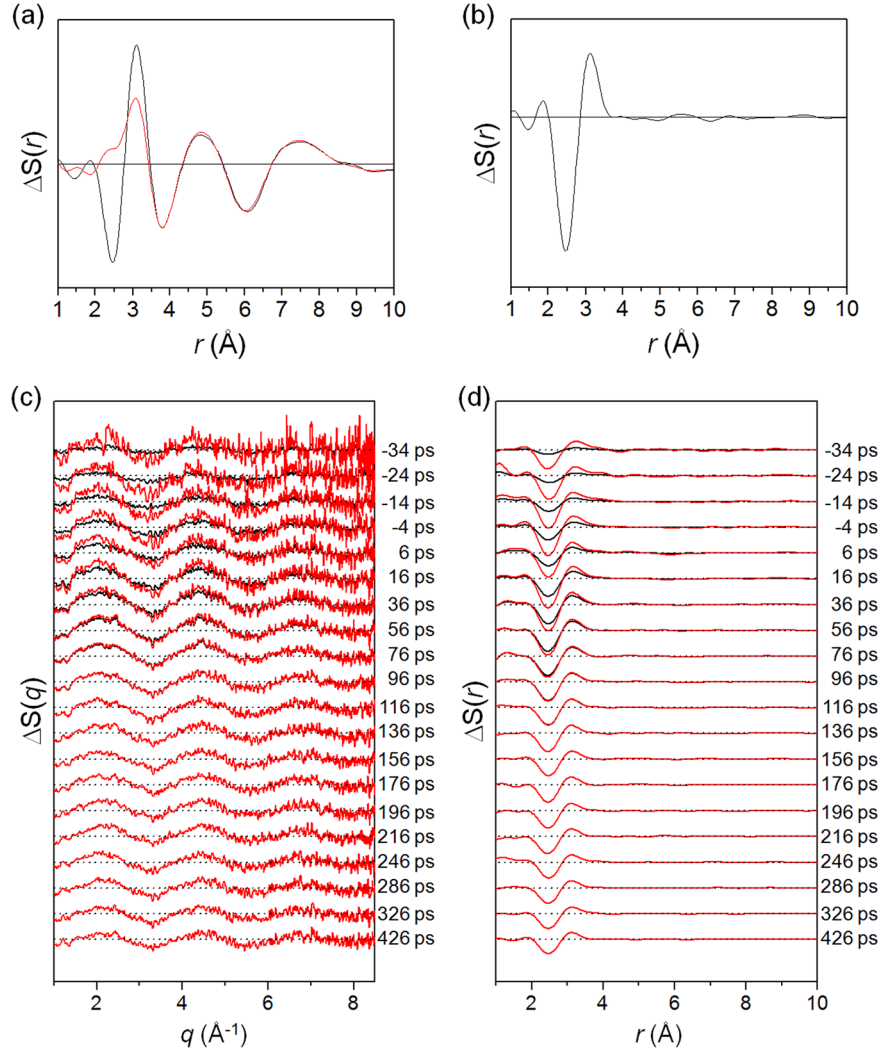 (a)
ΔS(r)
1 2 3 4 5 6 7 8 9 10
r (Å)
(b)
ΔS(r)
1 2 3 4 5 6 7 8 9 10
r (Å)
(c)
ΔS(q)
-34 ps
-24 ps
-14 ps
-4 ps
6 ps
16 ps
36 ps
56 ps
76 ps
96 ps
116 ps
136 ps
156 ps
176 ps
196 ps
216 ps
246 ps
286 ps
326 ps
426 ps
2 4 6 8
q (Å⁻¹)
(d)
ΔS(r)
-34 ps
-24 ps
-14 ps
-4 ps
6 ps
16 ps
36 ps
56 ps
76 ps
96 ps
116 ps
136 ps
156 ps
176 ps
196 ps
216 ps
246 ps
286 ps
326 ps
426 ps
2 4 6 8 10
r (Å)